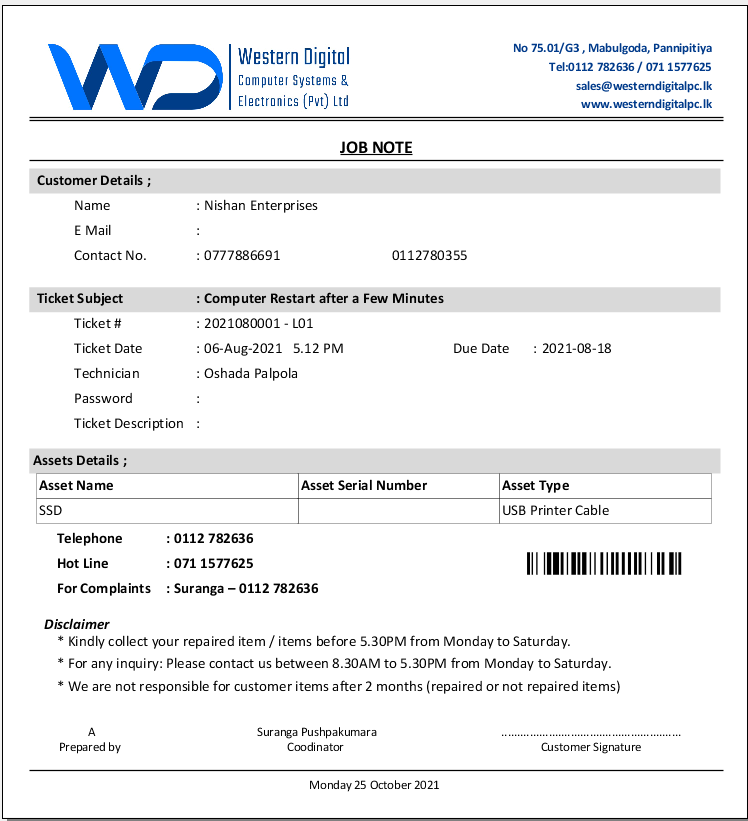 WD
Western Digital
Computer Systems &
Electronics (Pvt) Ltd
No 75.01/G3 , Mabulgoda, Pannipitiya
Tel:0112 782636 / 071 1577625
sales@westerndigitalpc.lk
www.westerndigitalpc.lk
JOB NOTE
Customer Details ;
Name : Nishan Enterprises
E Mail :
Contact No. : 0777886691 0112780355
Ticket Subject : Computer Restart after a Few Minutes
Ticket # : 2021080001 - L01
Ticket Date : 06-Aug-2021 5.12 PM Due Date : 2021-08-18
Technician : Oshada Palpola
Password :
Ticket Description :
Assets Details ;
Asset Name Asset Serial Number Asset Type
SSD USB Printer Cable
Telephone : 0112 782636
Hot Line : 071 1577625
For Complaints : Suranga – 0112 782636
Disclaimer
* Kindly collect your repaired item / items before 5.30PM from Monday to Saturday.
* For any inquiry: Please contact us between 8.30AM to 5.30PM from Monday to Saturday.
* We are not responsible for customer items after 2 months (repaired or not repaired items)
A Suranga Pushpakumara ............................................................
Prepared by Coodinator Customer Signature
Monday 25 October 2021